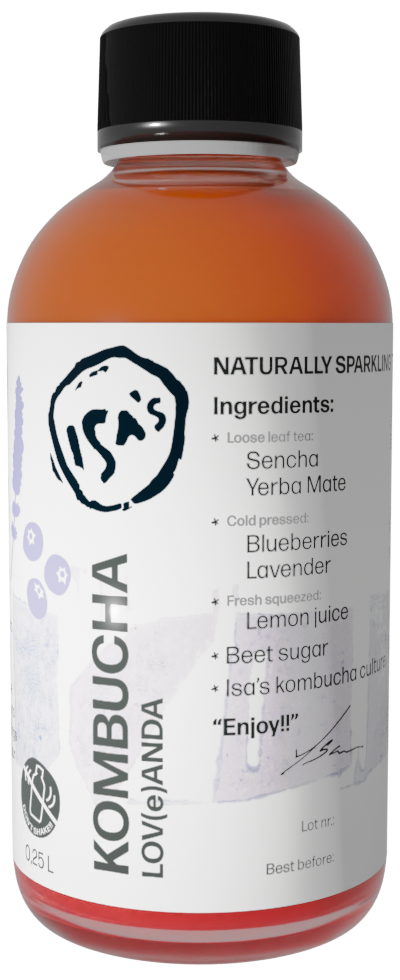 ISA'S
NATURALLY SPARKLING
Ingredients:
* Loose leaf tea:
Sencha
Yerba Mate
* Cold pressed:
Blueberries
Lavender
* Fresh squeezed:
Lemon juice
* Beet sugar
* Isa's kombucha culture
“Enjoy!!”
Isa
KOMBUCHA
LOV(e)ANDA
0,25 L
Lot nr.:
Best before: